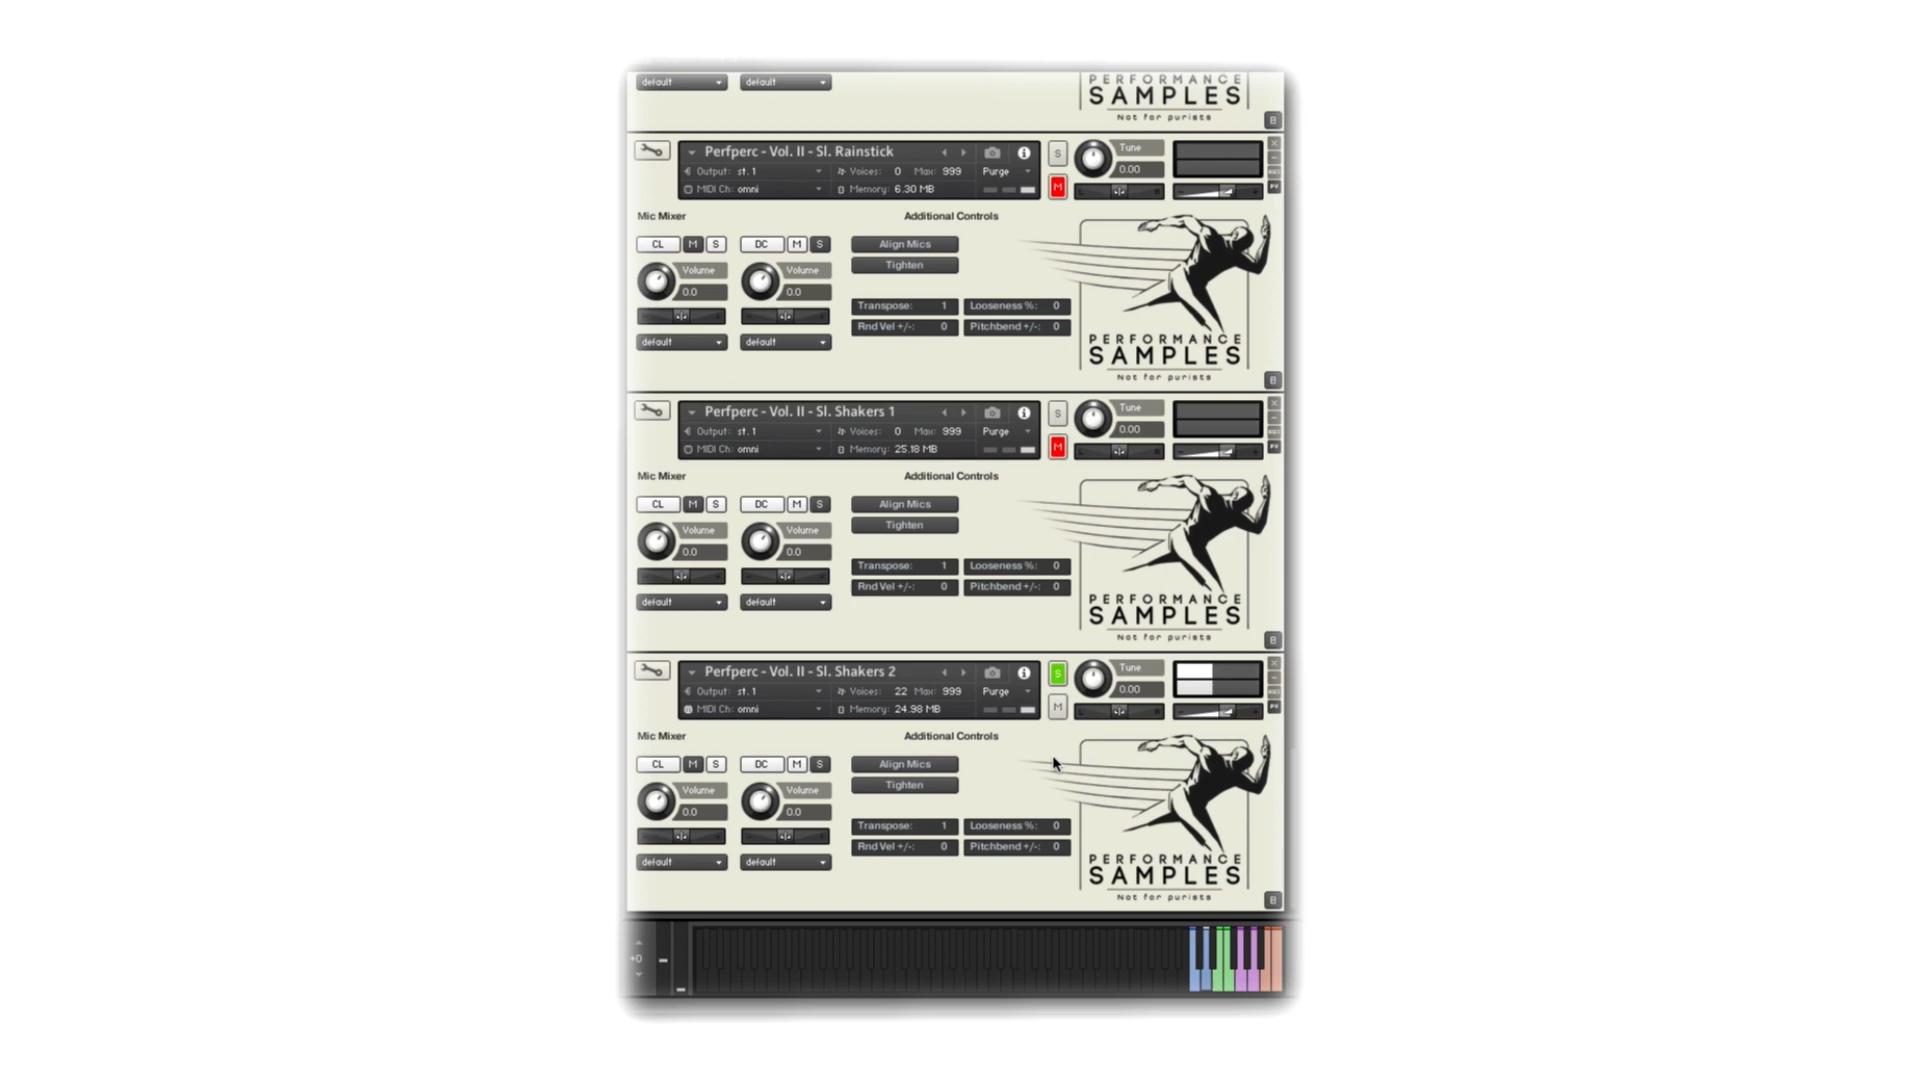 default default
PERFORMANCE
SAMPLES
Not for purists
B
Perfperc - Vol. II - Sl. Rainstick
S
Tune
Output: st. 1 Voices: 0 Max: 999 Purge
0.00
MIDI Ch: omni Memory: 6.30 MB
M
L R
PV
Mic Mixer Additional Controls
CL M S DC M S Align Mics
Tighten
Volume Volume
0.0 0.0
Transpose: 1 Looseness %: 0
Rnd Vel +/-: 0 Pitchbend +/-: 0
default default
PERFORMANCE
SAMPLES
Not for purists
B
Perfperc - Vol. II - Sl. Shakers 1
S
Tune
Output: st. 1 Voices: 0 Max: 999 Purge
0.00
MIDI Ch: omni Memory: 25.18 MB
M
L R
PV
Mic Mixer Additional Controls
CL M S DC M S Align Mics
Tighten
Volume Volume
0.0 0.0
Transpose: 1 Looseness %: 0
Rnd Vel +/-: 0 Pitchbend +/-: 0
default default
PERFORMANCE
SAMPLES
Not for purists
B
Perfperc - Vol. II - Sl. Shakers 2
S
Tune
Output: st. 1 Voices: 22 Max: 999 Purge
0.00
MIDI Ch: omni Memory: 24.98 MB
M
L R
PV
Mic Mixer Additional Controls
CL M S DC M S Align Mics
Tighten
Volume Volume
0.0 0.0
Transpose: 1 Looseness %: 0
Rnd Vel +/-: 0 Pitchbend +/-: 0
default default
PERFORMANCE
SAMPLES
Not for purists
B
+0